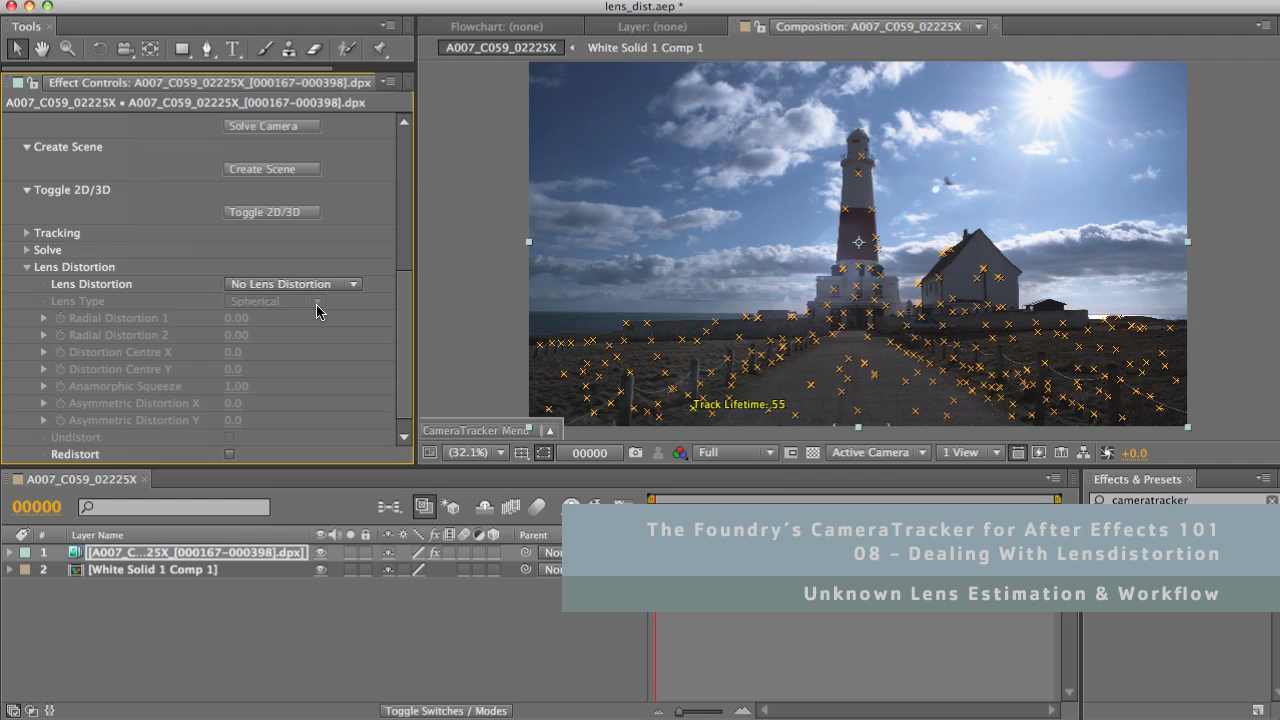 lens_dist.aep *
Tools
Flowchart: (none)
Layer: (none)
Composition: A007_C059_02225X
A007_C059_02225X
White Solid 1 Comp 1
Effect Controls: A007_C059_02225X_[000167-000398].dpx
A007_C059_02225X • A007_C059_02225X_[000167-000398].dpx
Solve Camera
Create Scene
Create Scene
Toggle 2D/3D
Toggle 2D/3D
Tracking
Solve
Lens Distortion
Lens Distortion No Lens Distortion
Lens Type Spherical
Radial Distortion 1 0.00
Radial Distortion 2 0.00
Distortion Centre X 0.0
Distortion Centre Y 0.0
Anamorphic Squeeze 1.00
Asymmetric Distortion X 0.0
Asymmetric Distortion Y 0.0
Undistort
Redistort
Track Lifetime: 55
CameraTracker Menu
(32.1%) 00000 Full Active Camera 1 View +0.0
A007_C059_02225X
00000
Effects & Presets
cameratracker
# Layer Name Parent
1 [A007_C...25X_[000167-000398].dpx] Non
2 [White Solid 1 Comp 1] Non
The Foundry's CameraTracker for After Effects 101
08 - Dealing With Lensdistortion
Unknown Lens Estimation & Workflow
Toggle Switches / Modes